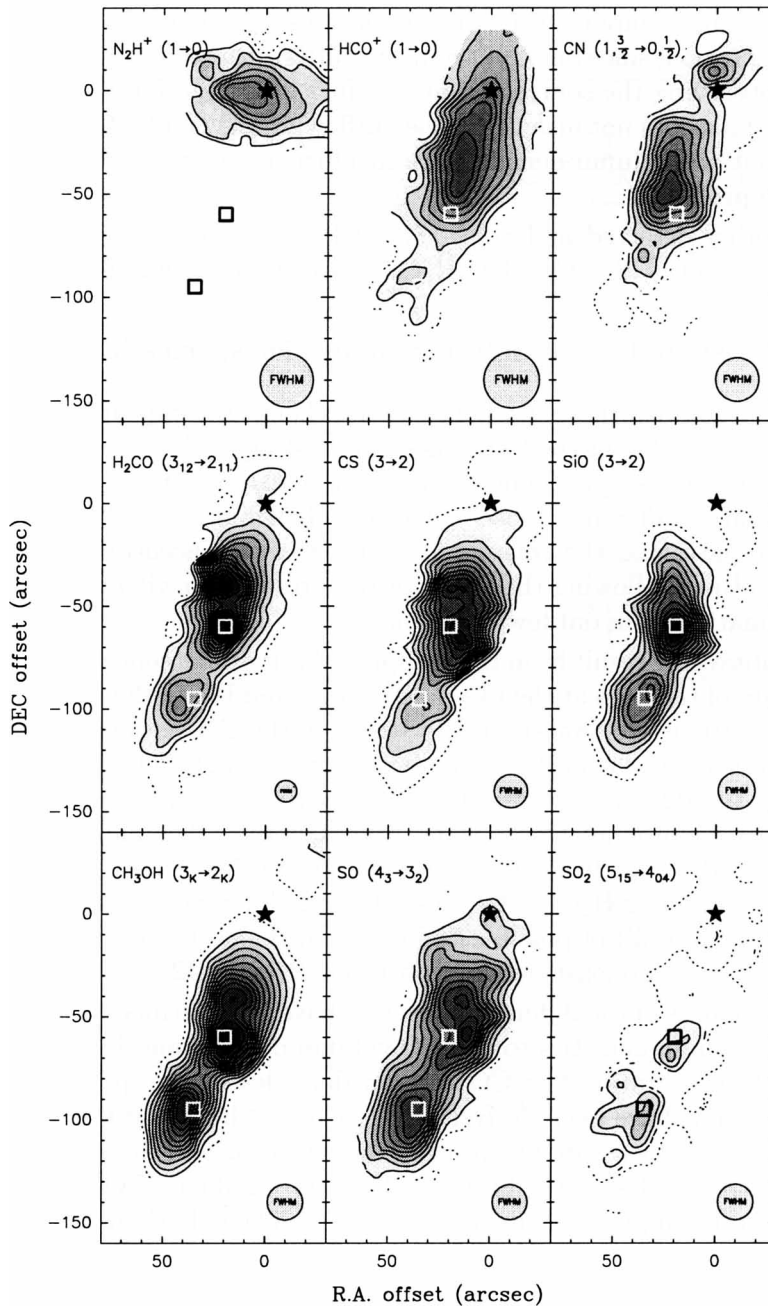 N₂H⁺ (1→0)
HCO⁺ (1→0)
CN (1,3/2→0,1/2)
0
−50
−100
−150
FWHM
FWHM
FWHM
H₂CO (3₁₂→2₁₁)
CS (3→2)
SiO (3→2)
0
−50
−100
−150
FWHM
FWHM
FWHM
DEC offset (arcsec)
CH₃OH (3ₖ→2ₖ)
SO (4₃→3₂)
SO₂ (5₁₅→4₀₄)
0
−50
−100
−150
FWHM
FWHM
FWHM
50 0 50 0 50 0
R.A. offset (arcsec)